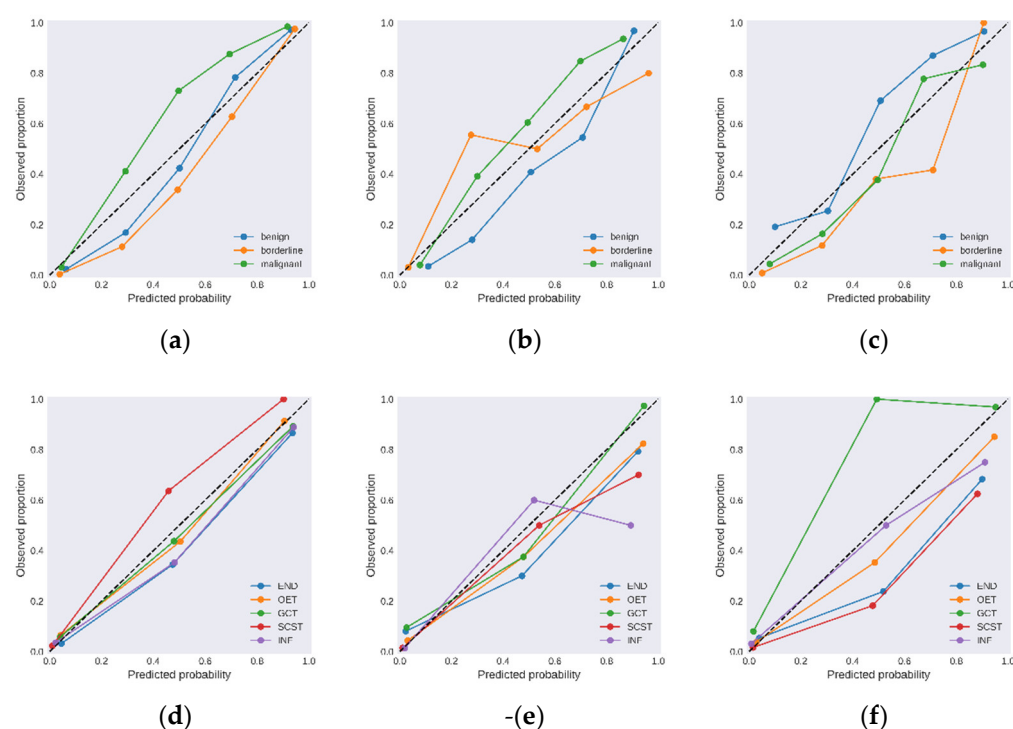 1.0
0.8
0.6
0.4
0.2
0.0
Observed proportion
benign
borderline
malignant
0.0 0.2 0.4 0.6 0.8 1.0
Predicted probability
(a)
1.0
0.8
0.6
0.4
0.2
0.0
Observed proportion
benign
borderline
malignant
0.0 0.2 0.4 0.6 0.8 1.0
Predicted probability
(b)
1.0
0.8
0.6
0.4
0.2
0.0
Observed proportion
benign
borderline
malignant
0.0 0.2 0.4 0.6 0.8 1.0
Predicted probability
(c)
1.0
0.8
0.6
0.4
0.2
0.0
Observed proportion
END
OET
GCT
SCST
INF
0.0 0.2 0.4 0.6 0.8 1.0
Predicted probability
(d)
1.0
0.8
0.6
0.4
0.2
0.0
Observed proportion
END
OET
GCT
SCST
INF
0.0 0.2 0.4 0.6 0.8 1.0
Predicted probability
-(e)
1.0
0.8
0.6
0.4
0.2
0.0
Observed proportion
END
OET
GCT
SCST
INF
0.0 0.2 0.4 0.6 0.8 1.0
Predicted probability
(f)